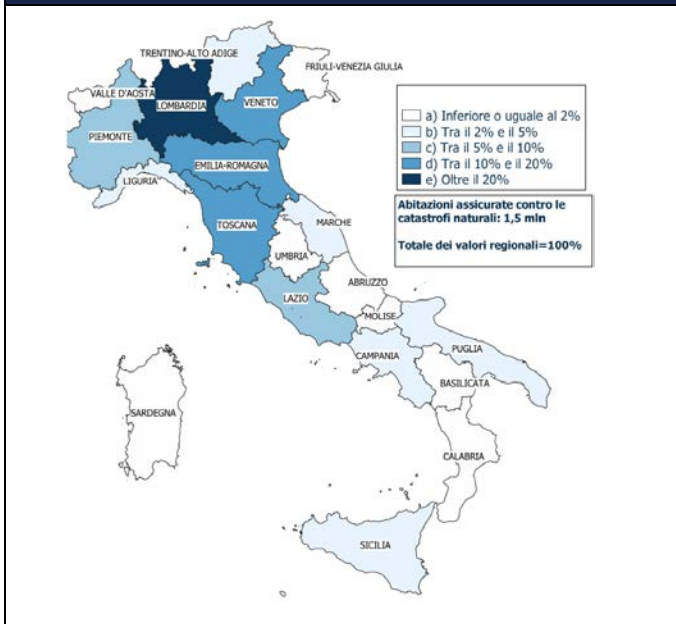 TRENTINO-ALTO ADIGE
FRIULI-VENEZIA GIULIA
VALLE D'AOSTA
LOMBARDIA
VENETO
PIEMONTE
EMILIA-ROMAGNA
LIGURIA
TOSCANA
MARCHE
UMBRIA
ABRUZZO
LAZIO
MOLISE
CAMPANIA
PUGLIA
BASILICATA
SARDEGNA
CALABRIA
SICILIA
a) Inferiore o uguale al 2%
b) Tra il 2% e il 5%
c) Tra il 5% e il 10%
d) Tra il 10% e il 20%
e) Oltre il 20%
Abitazioni assicurate contro le
catastrofi naturali: 1,5 mln
Totale dei valori regionali=100%